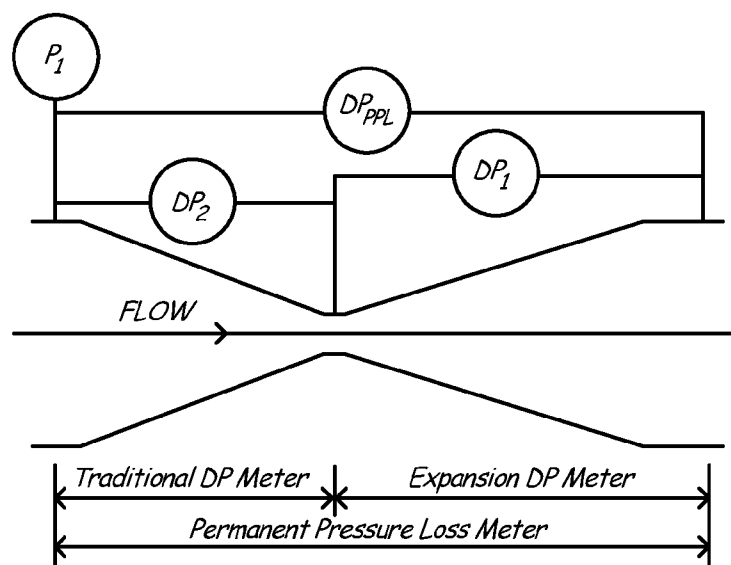 P1
DPPPL
DP1
DP2
FLOW
Traditional DP Meter
Expansion DP Meter
Permanent Pressure Loss Meter